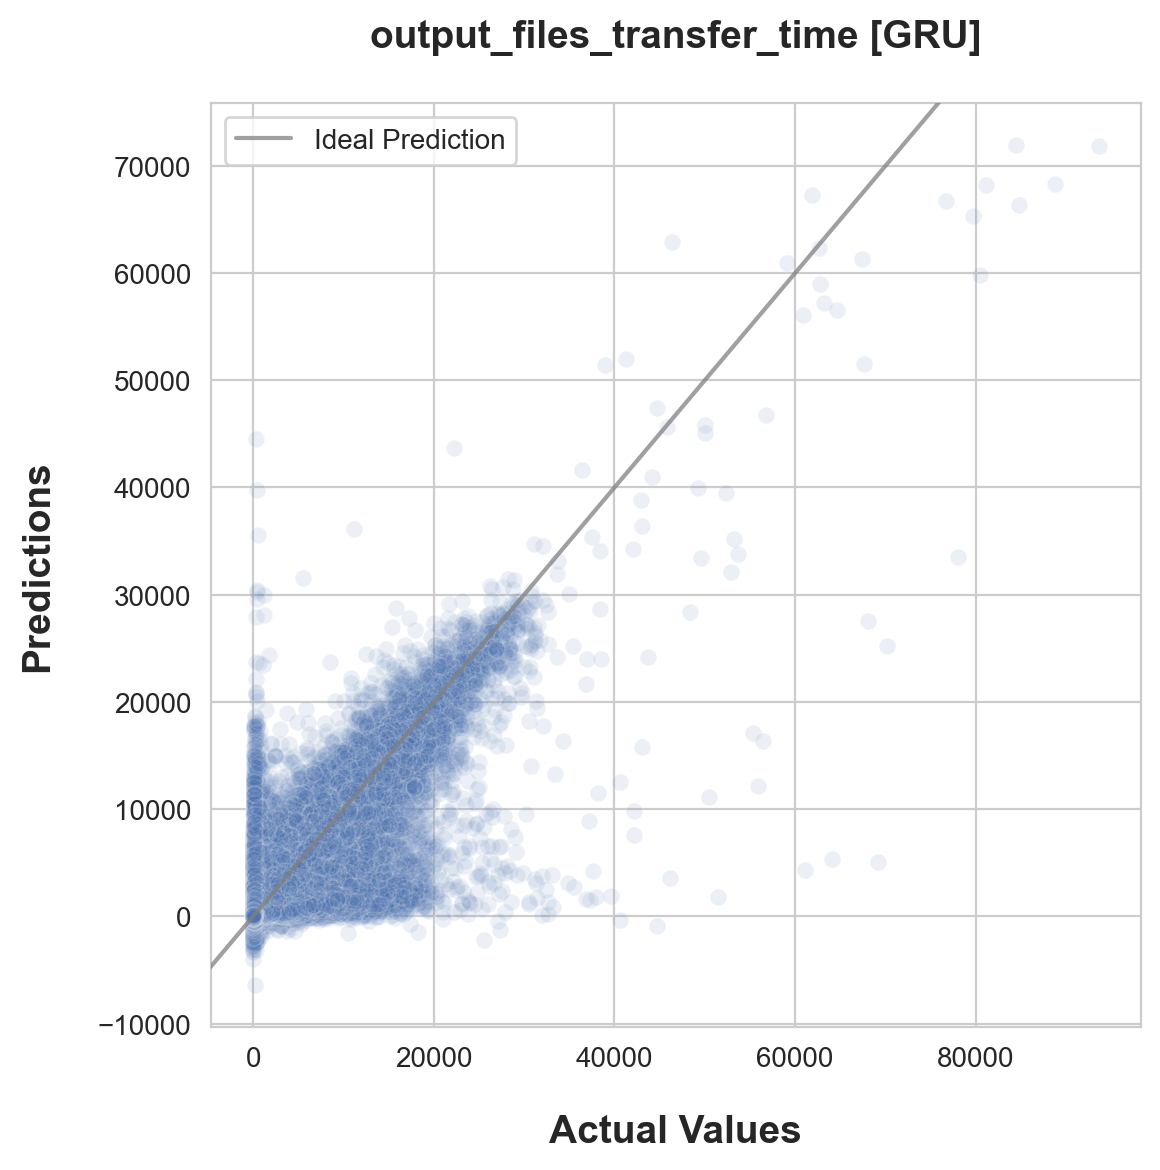 output_files_transfer_time [GRU]
Ideal Prediction
70000
60000
50000
40000
30000
20000
10000
0
−10000
Predictions
0 20000 40000 60000 80000
Actual Values